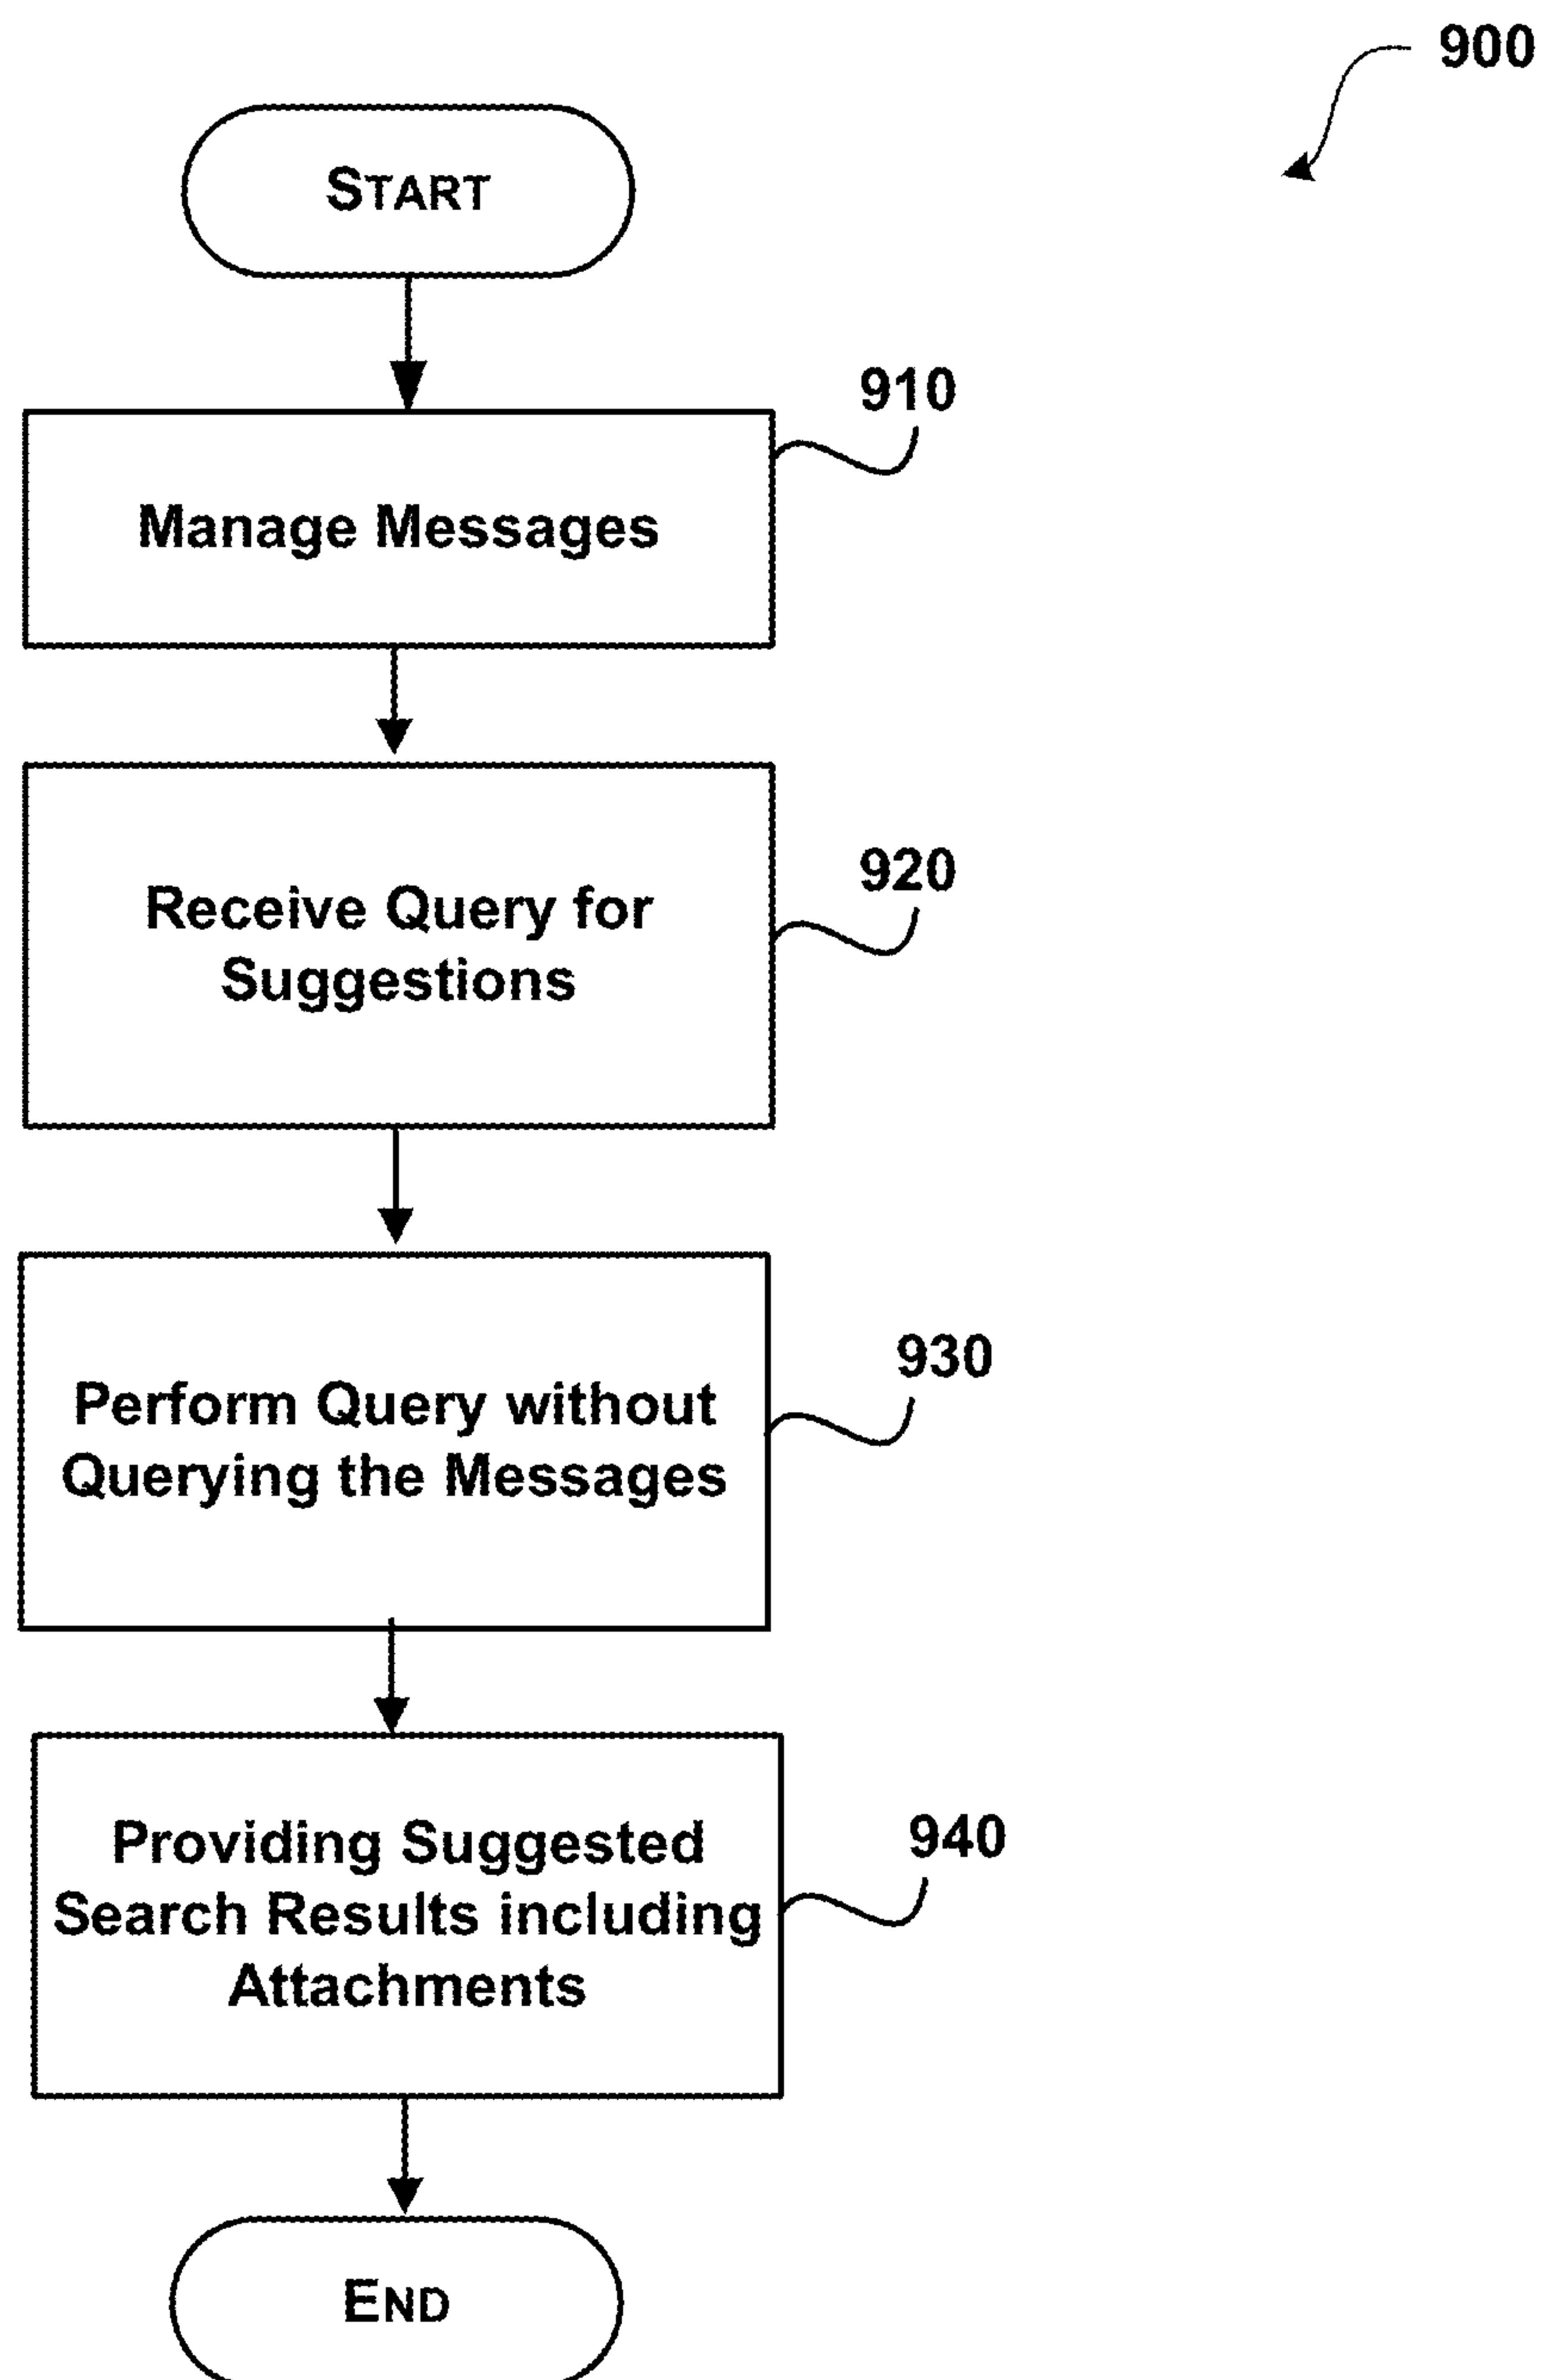 900
START
910
Manage Messages
920
Receive Query for
Suggestions
930
Perform Query without
Querying the Messages
940
Providing Suggested
Search Results including
Attachments
END